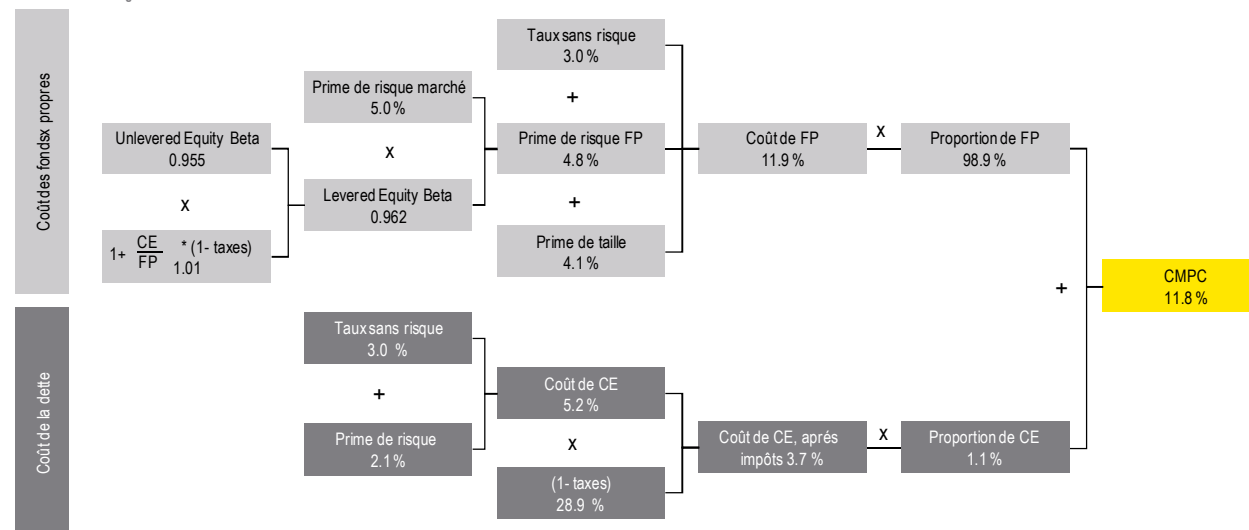 Coût des fondsx propres
Unlevered Equity Beta
0.955
x
1+ CE/FP * (1- taxes)
1.01
Prime de risque marché
5.0 %
x
Levered Equity Beta
0.962
Taux sans risque
3.0 %
+
Prime de risque FP
4.8 %
+
Prime de taille
4.1 %
Coût de FP
11.9 %
x
Proportion de FP
98.9 %
+
CMPC
11.8 %
Coût de la dette
Taux sans risque
3.0 %
+
Prime de risque
2.1 %
Coût de CE
5.2 %
x
(1- taxes)
28.9 %
Coût de CE, aprés
impôts 3.7 %
x
Proportion de CE
1.1 %